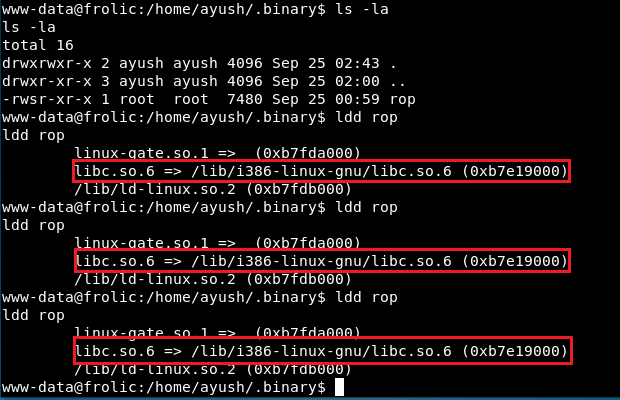 www-data@frolic:/home/ayush/.binary$ ls -la
ls -la
total 16
drwxrwxr-x 2 ayush ayush 4096 Sep 25 02:43 .
drwxr-xr-x 3 ayush ayush 4096 Sep 25 02:00 ..
-rwsr-xr-x 1 root  root  7480 Sep 25 00:59 rop
www-data@frolic:/home/ayush/.binary$ ldd rop
ldd rop
linux-gate.so.1 =>  (0xb7fda000)
libc.so.6 => /lib/i386-linux-gnu/libc.so.6 (0xb7e19000)
/lib/ld-linux.so.2 (0xb7fdb000)
www-data@frolic:/home/ayush/.binary$ ldd rop
ldd rop
linux-gate.so.1 =>  (0xb7fda000)
libc.so.6 => /lib/i386-linux-gnu/libc.so.6 (0xb7e19000)
/lib/ld-linux.so.2 (0xb7fdb000)
www-data@frolic:/home/ayush/.binary$ ldd rop
ldd rop
linux-gate.so.1 =>  (0xb7fda000)
libc.so.6 => /lib/i386-linux-gnu/libc.so.6 (0xb7e19000)
/lib/ld-linux.so.2 (0xb7fdb000)
www-data@frolic:/home/ayush/.binary$